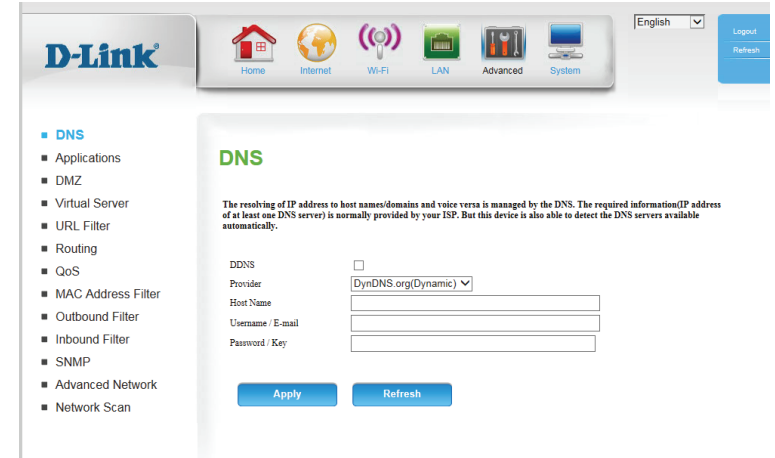 English
Logout
Refresh
D-Link
Home
Internet
Wi-Fi
LAN
Advanced
System
DNS
Applications
DMZ
Virtual Server
URL Filter
Routing
QoS
MAC Address Filter
Outbound Filter
Inbound Filter
SNMP
Advanced Network
Network Scan
DNS
The resolving of IP address to host names/domains and voice versa is managed by the DNS. The required information(IP address
of at least one DNS server) is normally provided by your ISP. But this device is also able to detect the DNS servers available
automatically.
DDNS
Provider
DynDNS.org(Dynamic)
Host Name
Username / E-mail
Password / Key
Apply
Refresh